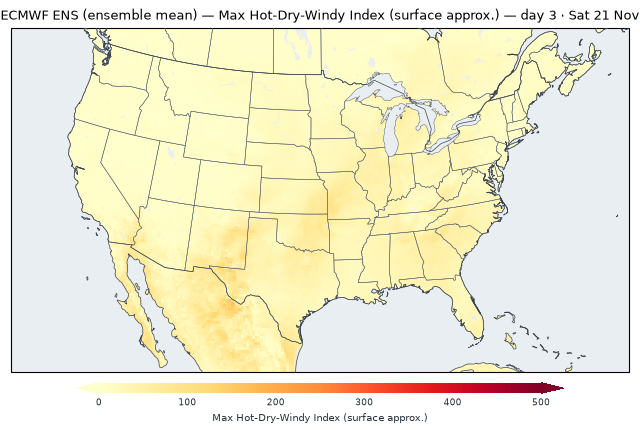 ECMWF ENS (ensemble mean) — Max Hot-Dry-Windy Index (surface approx.) — day 3 · Sat 21 Nov
0 100 200 300 400 500
Max Hot-Dry-Windy Index (surface approx.)